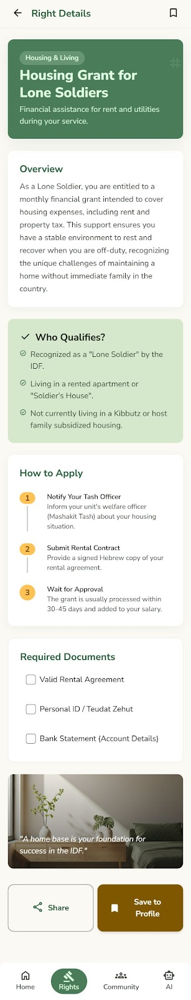 Right Details
Housing & Living
#
Housing Grant for
Lone Soldiers
Financial assistance for rent and utilities
during your service.
Overview
As a Lone Soldier, you are entitled to a
monthly financial grant intended to cover
housing expenses, including rent and
property tax. This support ensures you
have a stable environment to rest and
recover when you are off-duty, recognizing
the unique challenges of maintaining a
home without immediate family in the
country.
Who Qualifies?
Recognized as a "Lone Soldier" by the
IDF.
Living in a rented apartment or
"Soldier's House".
Not currently living in a Kibbutz or host
family subsidized housing.
How to Apply
1
Notify Your Tash Officer
Inform your unit's welfare officer
(Mashakit Tash) about your housing
situation.
2
Submit Rental Contract
Provide a signed Hebrew copy of your
rental agreement.
3
Wait for Approval
The grant is usually processed within
30-45 days and added to your salary.
Required Documents
Valid Rental Agreement
Personal ID / Teudat Zehut
Bank Statement (Account Details)
"A home base is your foundation for
success in the IDF."
Share
Save to
Profile
Home
Rights
Community
AI